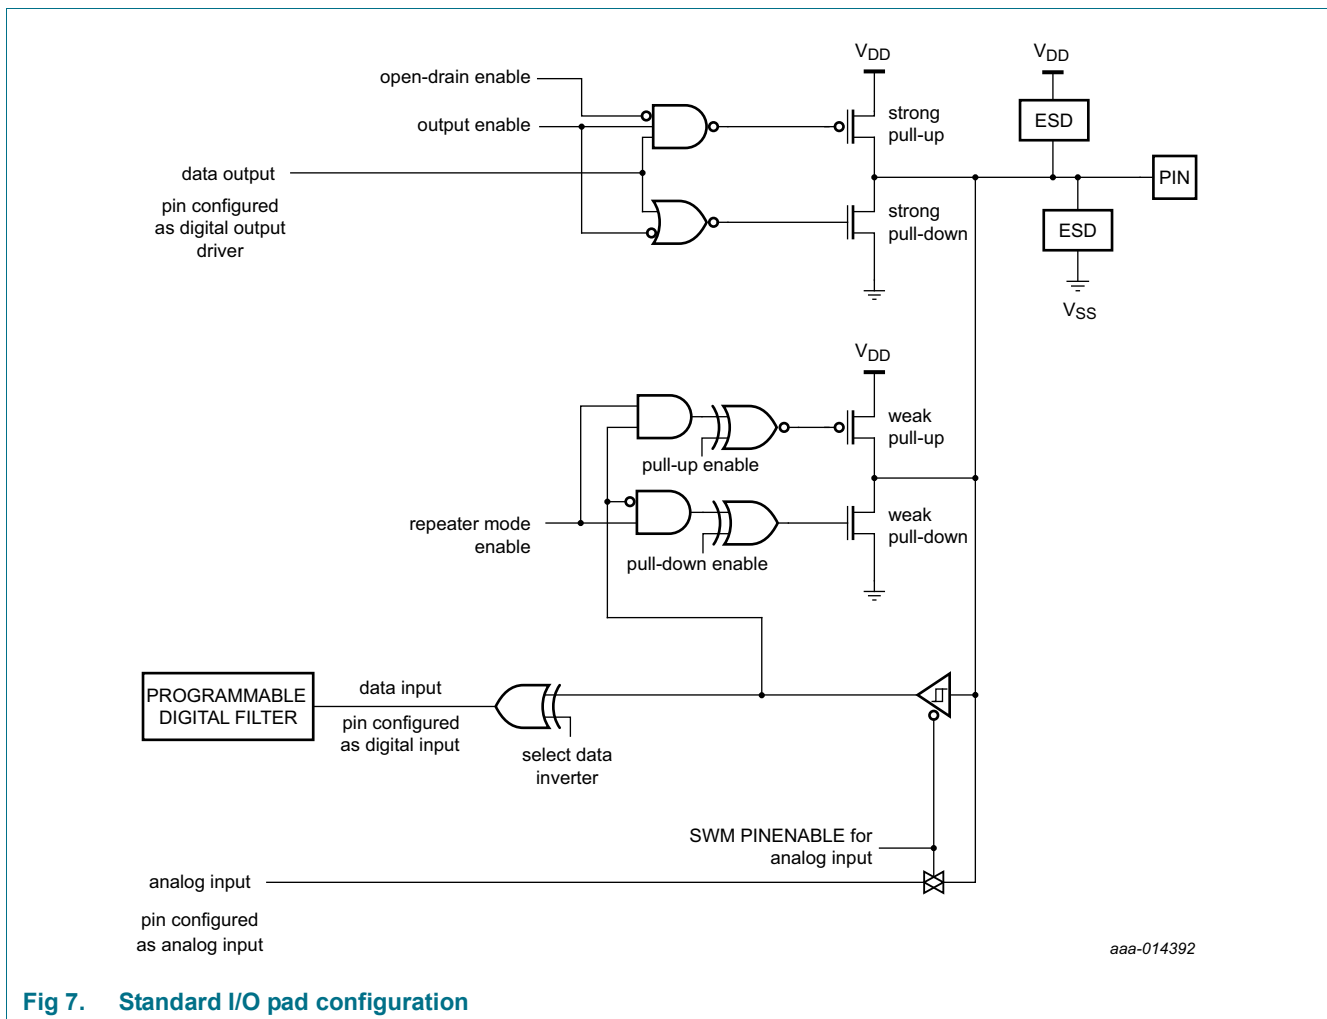 VDD
VDD
open-drain enable
output enable
strong
pull-up
ESD
data output
PIN
pin configured
as digital output
driver
strong
pull-down
ESD
VSS
VDD
weak
pull-up
pull-up enable
repeater mode
enable
weak
pull-down
pull-down enable
PROGRAMMABLE
DIGITAL FILTER
data input
pin configured
as digital input
select data
inverter
SWM PINENABLE for
analog input
analog input
pin configured
as analog input
aaa-014392
Fig 7. Standard I/O pad configuration